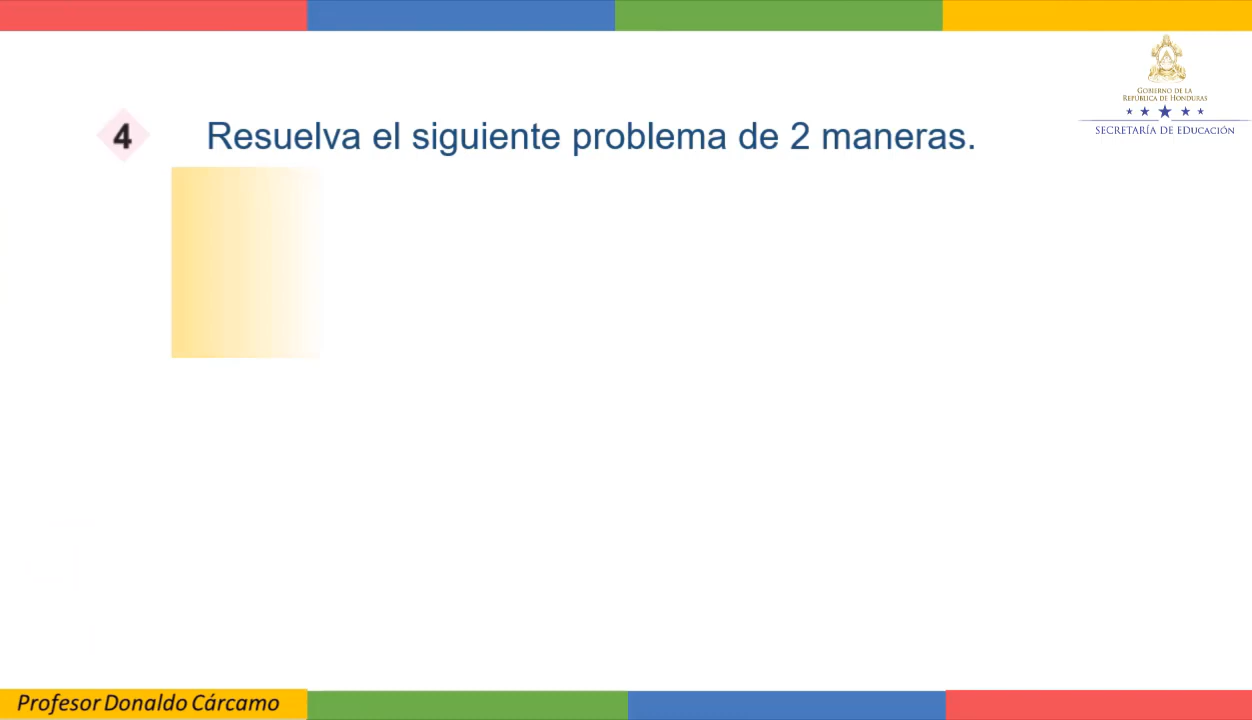 GOBIERNO DE LA
REPÚBLICA DE HONDURAS
SECRETARÍA DE EDUCACIÓN
4 Resuelva el siguiente problema de 2 maneras.
Profesor Donaldo Cárcamo